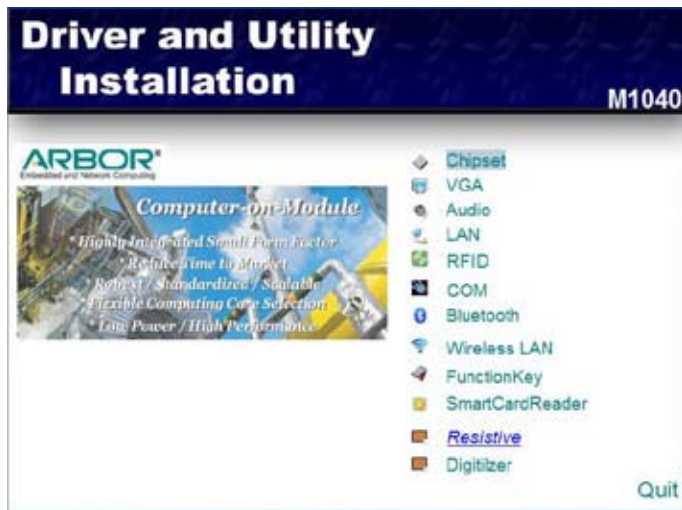 Driver and Utility
Installation
M1040
ARBOR®
Embedded and Network Computing
Computer-on-Module
* Highly Integrated Small Form Factor
* Reduce Time to Market
* Robust / Standardized / Scalable
* Flexible Computing Core Selection
* Low Power / High Performance
Chipset
VGA
Audio
LAN
RFID
COM
Bluetooth
Wireless LAN
FunctionKey
SmartCardReader
Resistive
Digitilzer
Quit